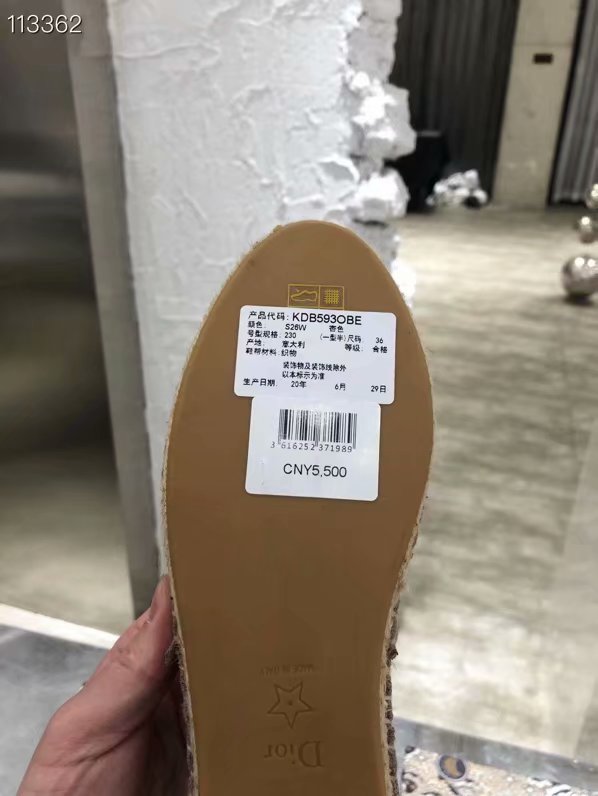 113362
产品代码: KDB593OBE
颜色: S26W 杏色
号型规格: 230 (一型半)尺码 36
产地: 意大利 等级: 合格
鞋帮材料: 织物
装饰物及装饰线除外
以本标示为准
生产日期: 20年 6月 29日
3 616252 371989
CNY5,500
MADE IN ITALY
Dior